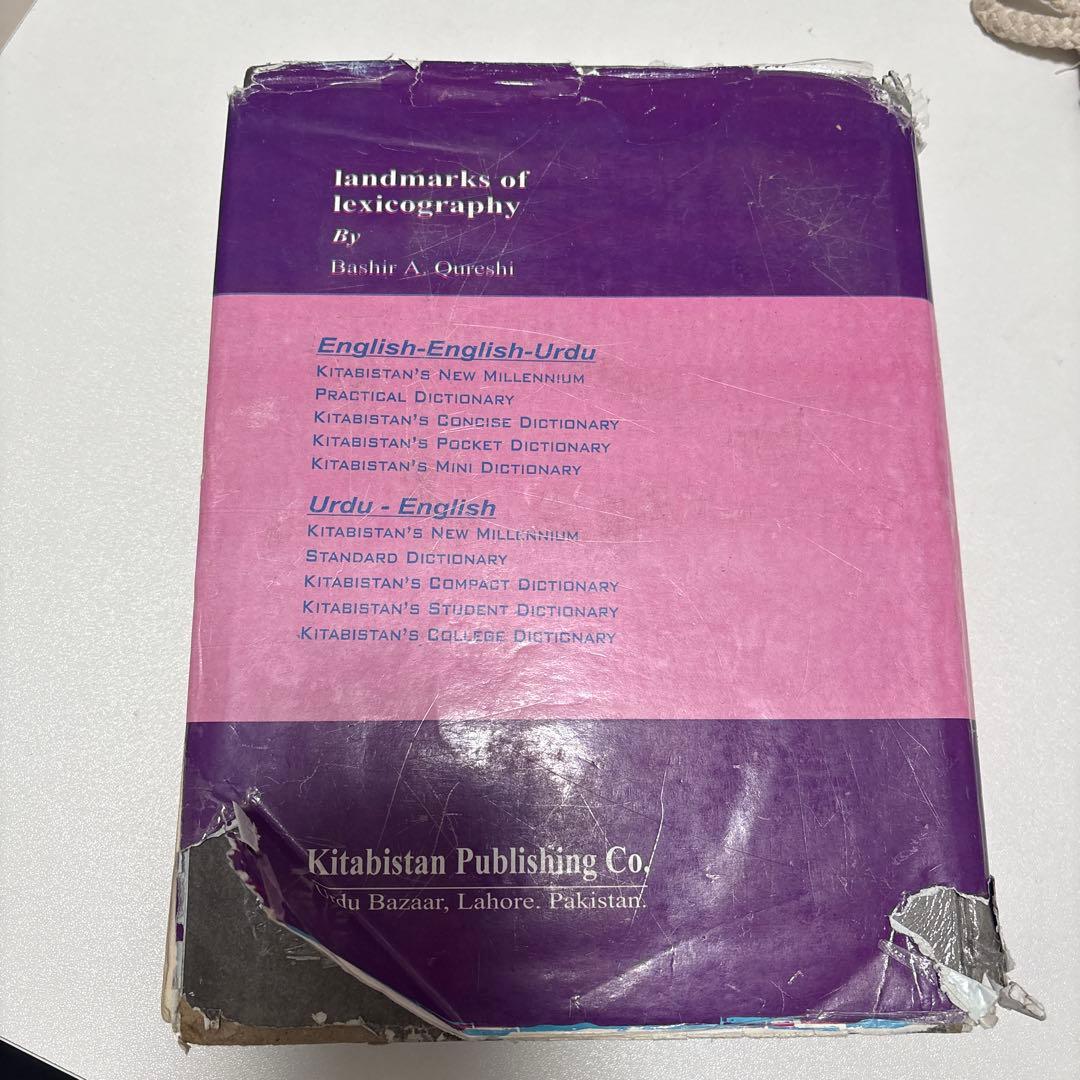 landmarks of
lexicography
By
Bashir A. Qureshi
English-English-Urdu
KITABISTAN'S NEW MILLENNIUM
PRACTICAL DICTIONARY
KITABISTAN'S CONCISE DICTIONARY
KITABISTAN'S POCKET DICTIONARY
KITABISTAN'S MINI DICTIONARY
Urdu - English
KITABISTAN'S NEW MILLENNIUM
STANDARD DICTIONARY
KITABISTAN'S COMPACT DICTIONARY
KITABISTAN'S STUDENT DICTIONARY
KITABISTAN'S COLLEGE DICTIONARY
Kitabistan Publishing Co.
Urdu Bazaar, Lahore. Pakistan.